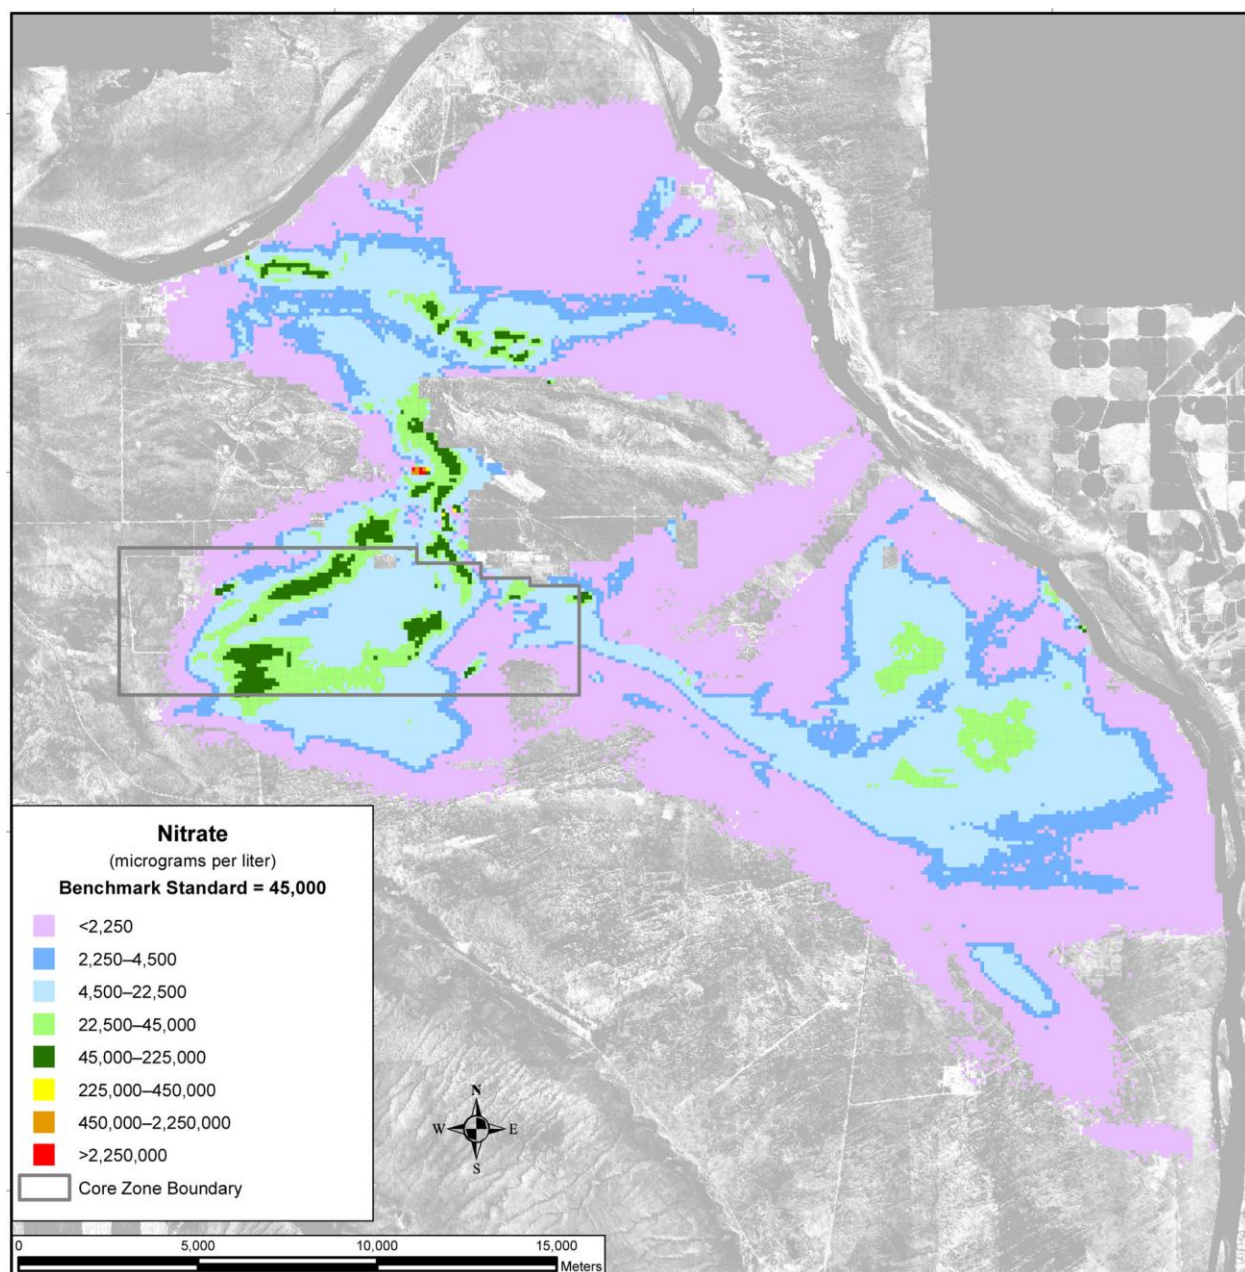 Nitrate
(micrograms per liter)
Benchmark Standard = 45,000
<2,250
2,250–4,500
4,500–22,500
22,500–45,000
45,000–225,000
225,000–450,000
450,000–2,250,000
>2,250,000
Core Zone Boundary
N
W E
S
0 5,000 10,000 15,000
Meters